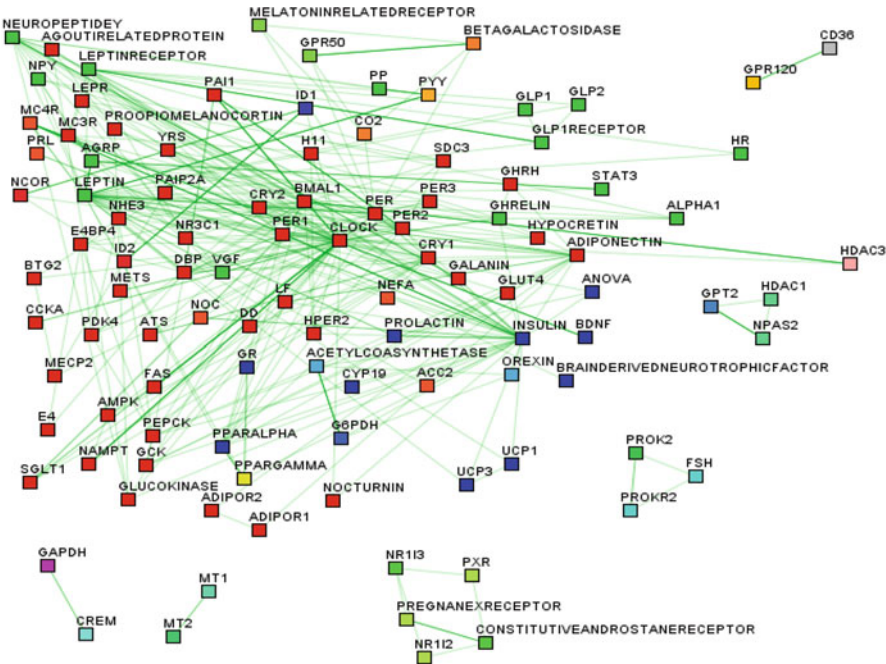 MELATONINRELATEDRECEPTOR
NEUROPEPTIDEY
BETAGALACTOSIDASE
CD36
AGOUTIRELATEDPROTEIN
GPR50
LEPTINRECEPTOR
NPY
PP
PYY
GPR120
LEPR
PAI1
ID1
GLP1
GLP2
MC4R
MC3R
PROOPIOMELANOCORTIN
CO2
GLP1RECEPTOR
PRL
AGRP
YRS
H11
SDC3
HR
NCOR
LEPTIN
PAIP2A
GHRH
STAT3
CRY2
BMAL1
PER
PER3
NHE3
PER1
PER2
GHRELIN
ALPHA1
E4BP4
NR3C1
CLOCK
HYPOCRETIN
ID2
DBP
VGF
CRY1
ADIPONECTIN
HDAC3
BTG2
METS
LF
NEFA
GALANIN
GLUT4
ANOVA
CCKA
PDK4
ATS
NOC
DD
HPER2
PROLACTIN
INSULIN
BDNF
GPT2
HDAC1
NPAS2
MECP2
FAS
GR
ACETYLCOASYNTHETASE
CYP19
ACC2
OREXIN
BRAINDERIVEDNEUROTROPHICFACTOR
E4
AMPK
PEPCK
PPARALPHA
G6PDH
SGLT1
NAMPT
GCK
PPARGAMMA
UCP3
UCP1
PROK2
FSH
GLUCOKINASE
ADIPOR2
NOCTURNIN
PROKR2
ADIPOR1
GAPDH
MT1
NR1I3
PXR
CREM
MT2
PREGNANEXRECEPTOR
NR1I2
CONSTITUTIVEANDROSTANERECEPTOR